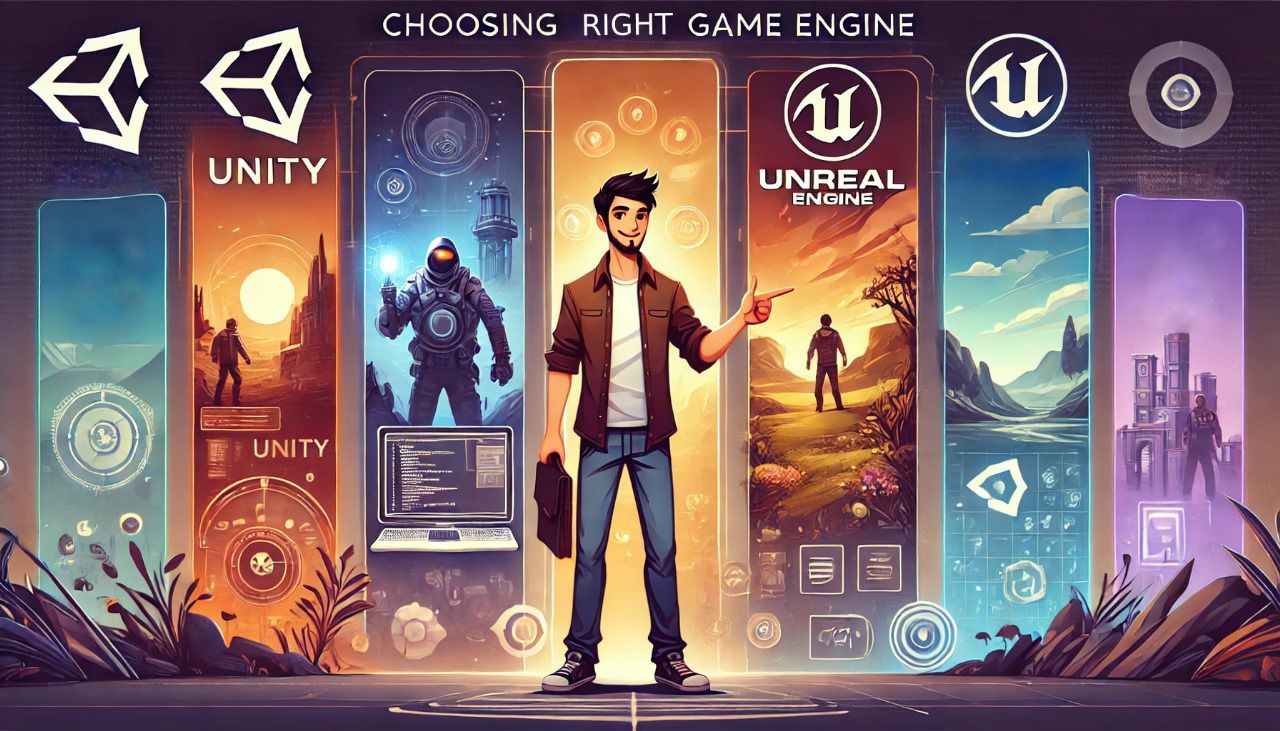 CHOOSING RIGHT GAME ENGINE
UNITY
UNREAL
ENGINE
UNITY